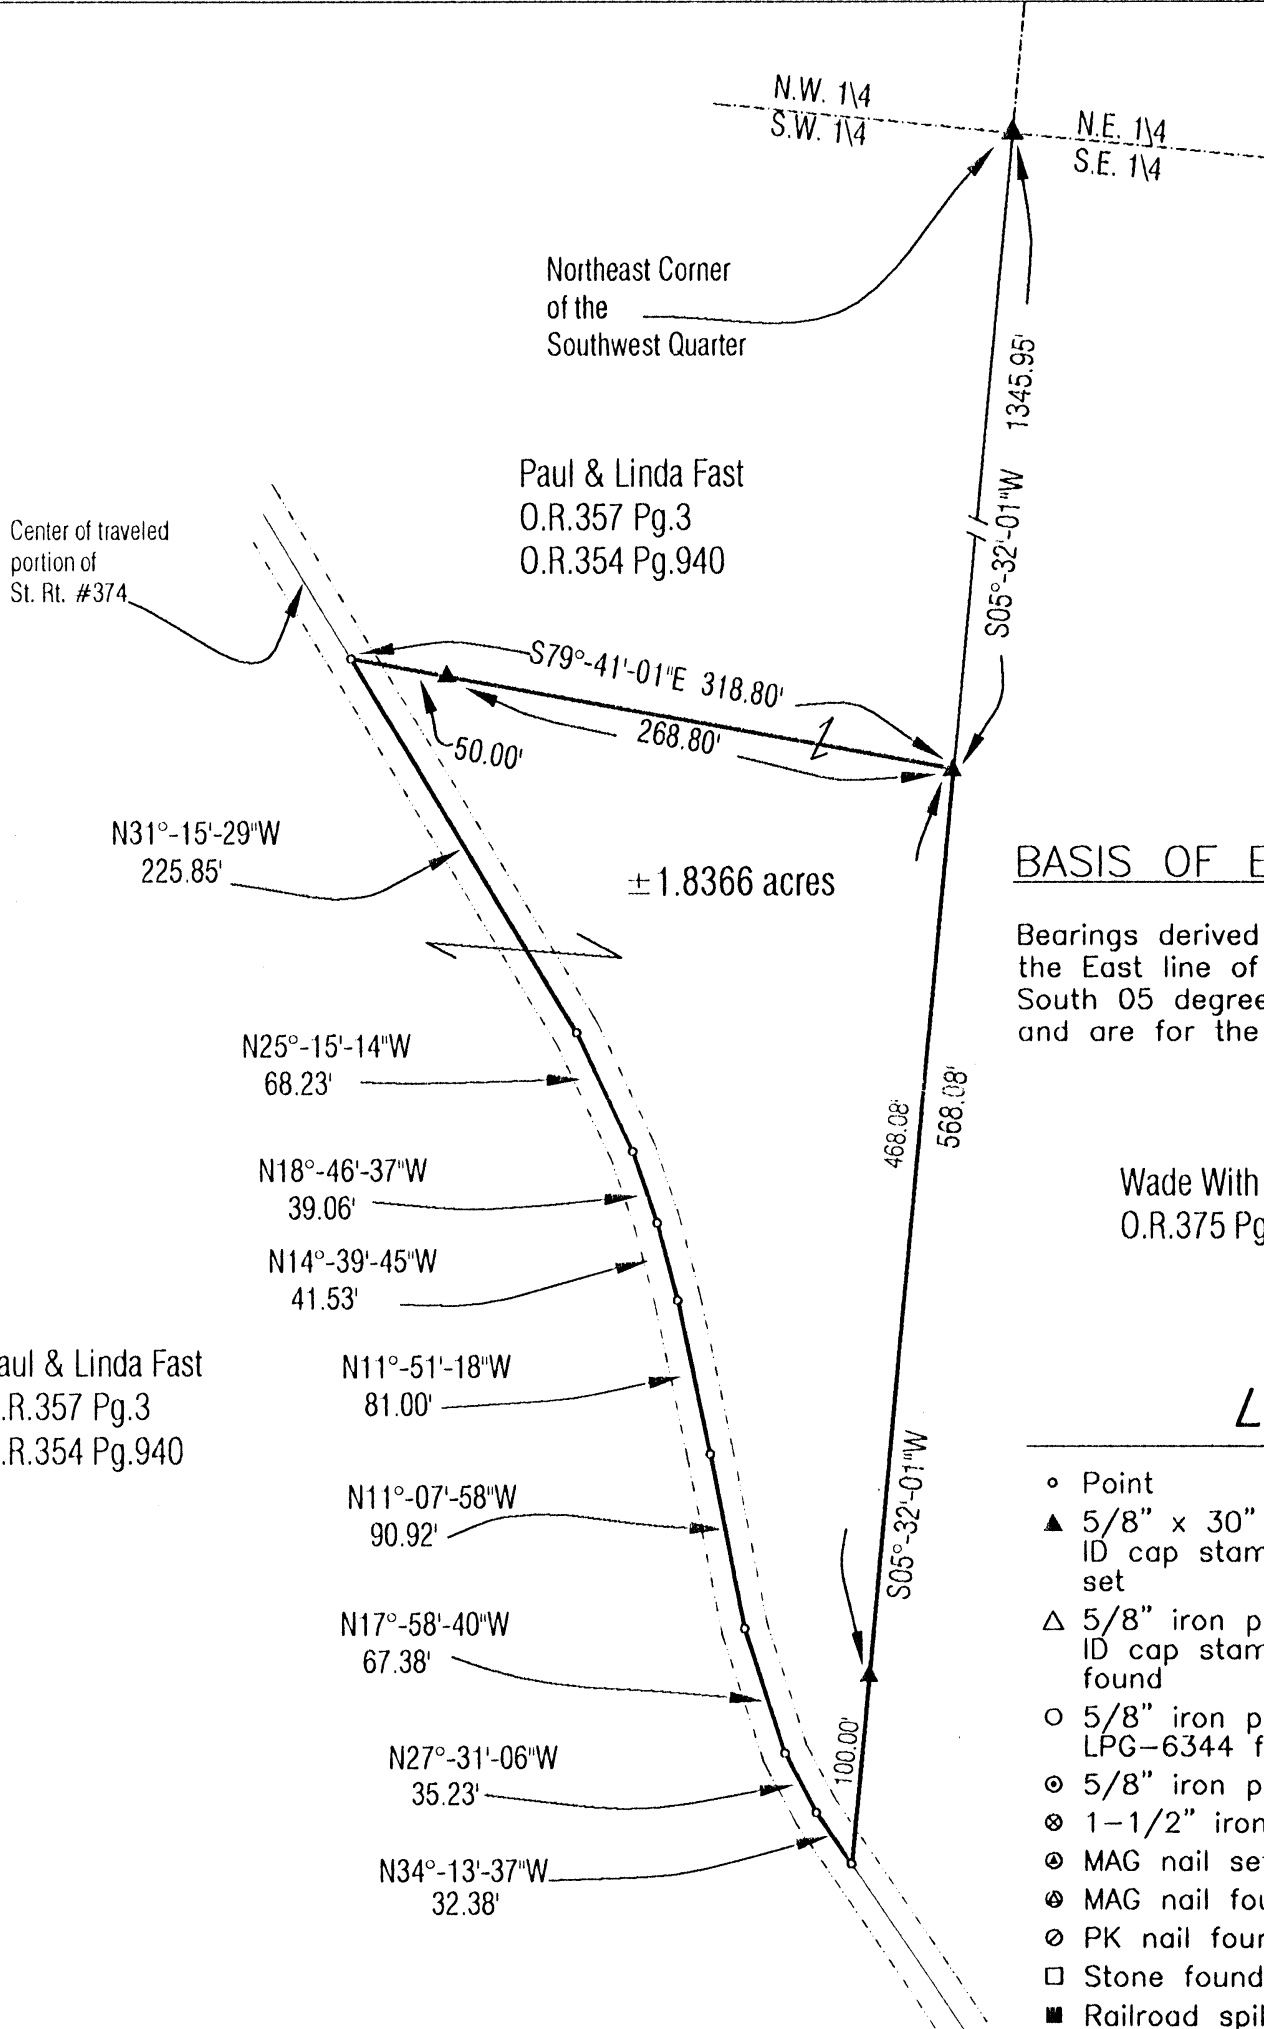 N.W. 1\4
S.W. 1\4
N.E. 1\4
S.E. 1\4
Northeast Corner
of the
Southwest Quarter
1345.95'
S05°-32'-01"W
Paul & Linda Fast
O.R.357 Pg.3
O.R.354 Pg.940
Center of traveled
portion of
St. Rt. #374
S79°-41'-01"E 318.80'
268.80'
50.00'
N31°-15'-29"W
225.85'
±1.8366 acres
BASIS OF
Bearings derived
the East line of
South 05 degree
and are for the
N25°-15'-14"W
68.23'
468.08'
568.08'
N18°-46'-37"W
39.06'
Wade With
O.R.375 Pg
N14°-39'-45"W
41.53'
aul & Linda Fast
.R.357 Pg.3
.R.354 Pg.940
N11°-51'-18"W
81.00'
S05°-32'-01"W
N11°-07'-58"W
90.92'
N17°-58'-40"W
67.38'
100.00'
N27°-31'-06"W
35.23'
N34°-13'-37"W
32.38'
L
Point
5/8" x 30"
ID cap stam
set
5/8" iron p
ID cap stam
found
5/8" iron p
LPG-6344 f
5/8" iron p
1-1/2" iron
MAG nail set
MAG nail fou
PK nail four
Stone found
Railroad spik